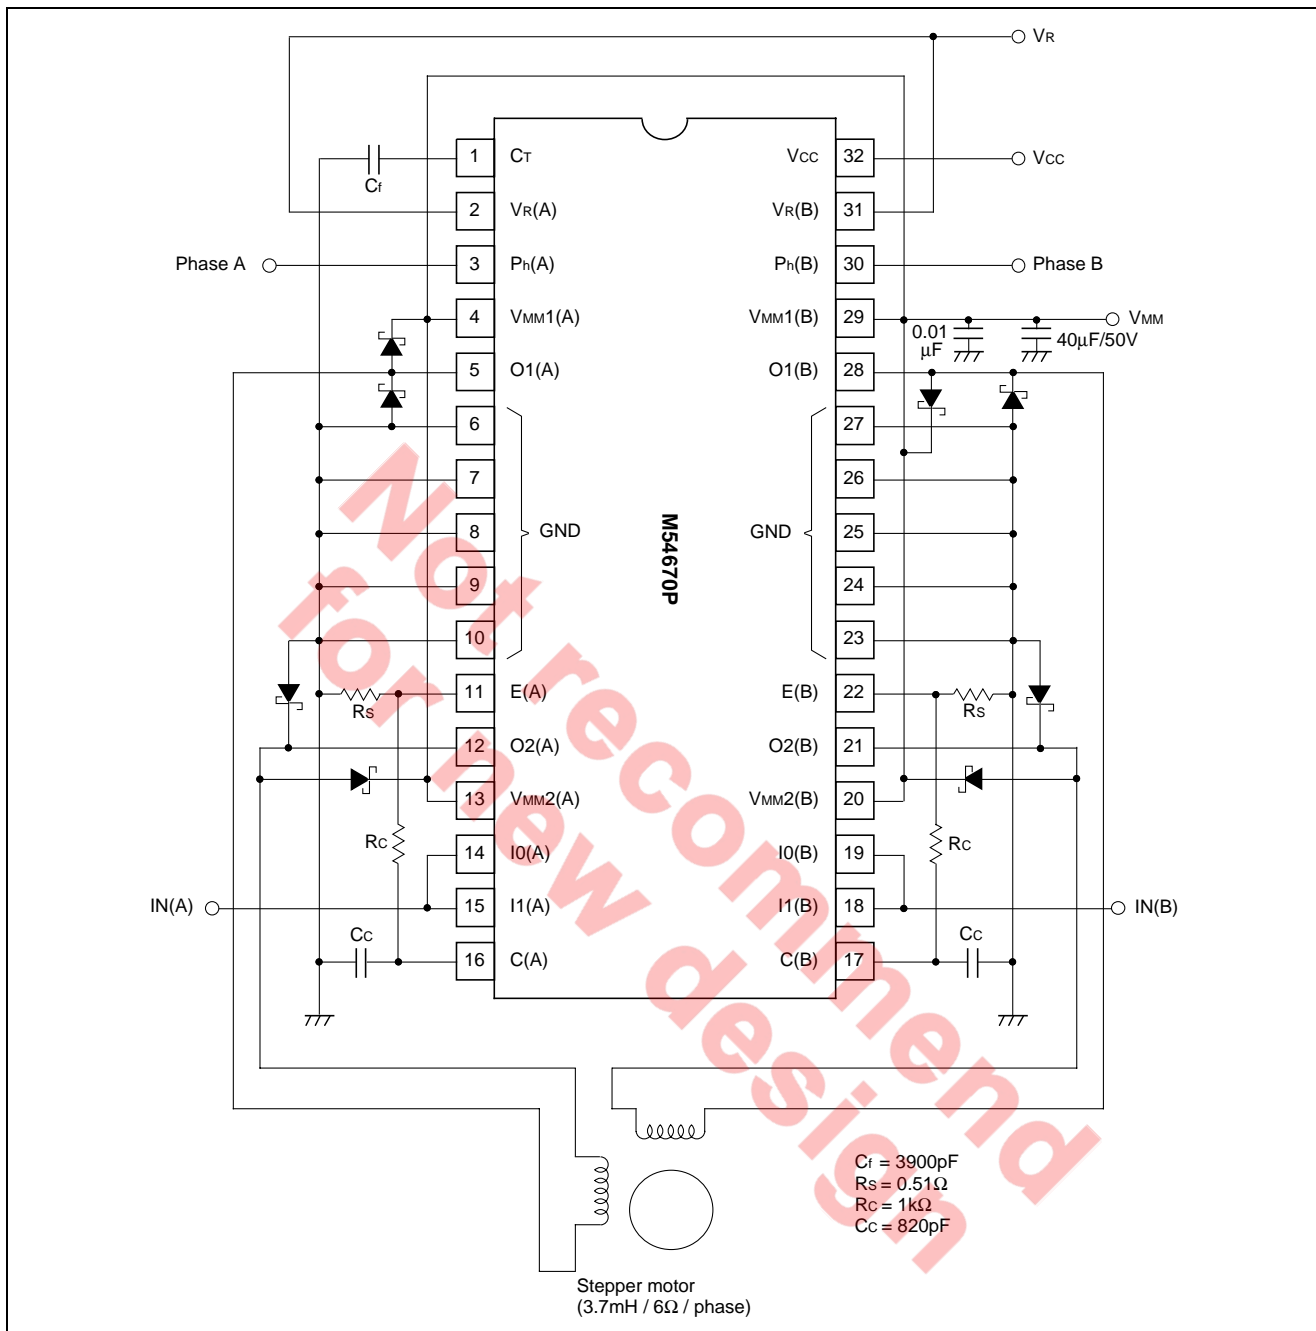 VR
1 CT VCC 32 VCC
Cf
2 VR(A) VR(B) 31
Phase A 3 Ph(A) Ph(B) 30 Phase B
4 VMM1(A) VMM1(B) 29 VMM
0.01 μF 40μF/50V
5 O1(A) O1(B) 28
6 27
7 26
8 GND GND 25
9 24
10 23
M54670P
11 E(A) E(B) 22
RS RS
12 O2(A) O2(B) 21
13 VMM2(A) VMM2(B) 20
RC RC
14 I0(A) I0(B) 19
IN(A) 15 I1(A) I1(B) 18 IN(B)
CC CC
16 C(A) C(B) 17
Cf = 3900pF
RS = 0.51Ω
RC = 1kΩ
CC = 820pF
Stepper motor
(3.7mH / 6Ω / phase)
Not recommend
for new design